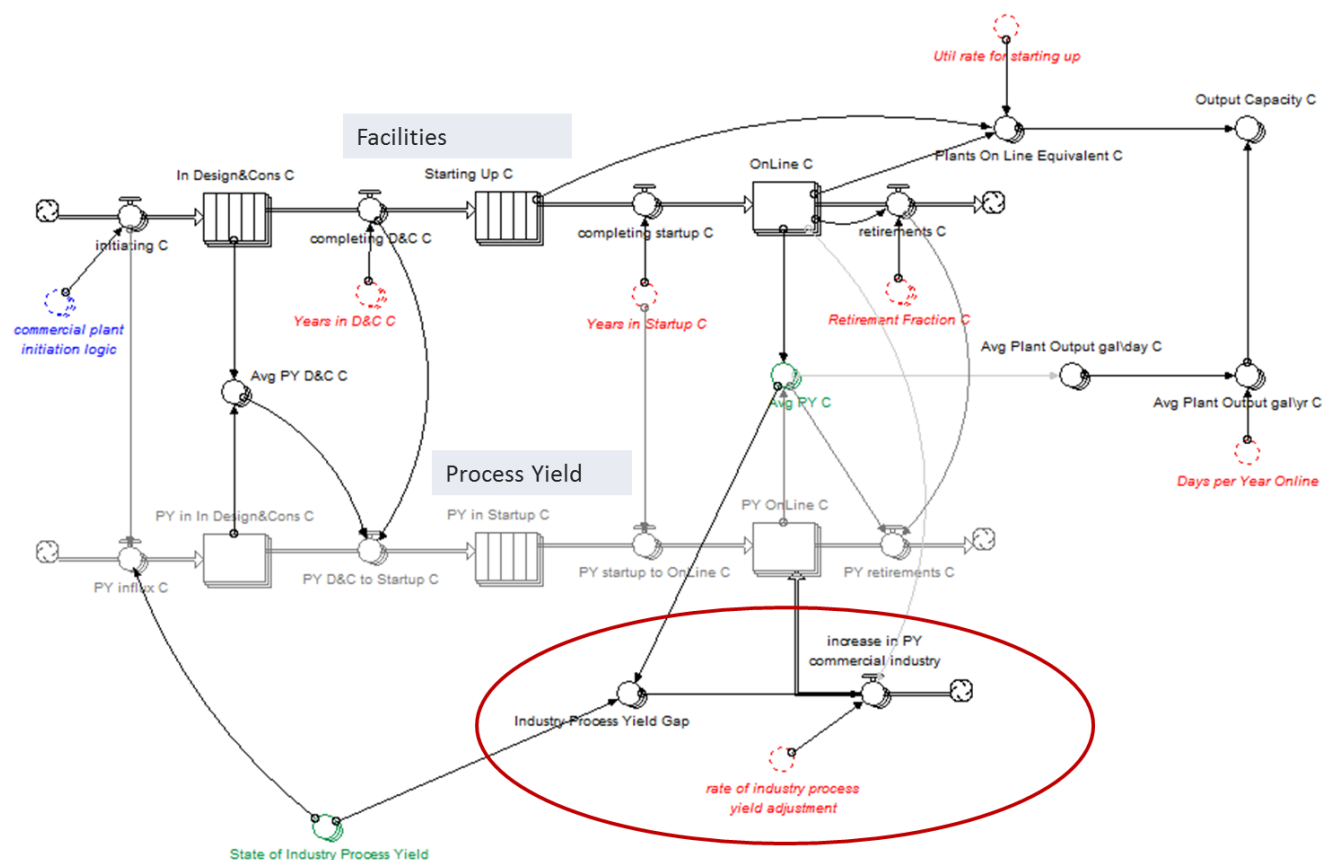 Util rate for starting up
Output Capacity C
Facilities
Plants On Line Equivalent C
OnLine C
In Design&Cons C
Starting Up C
initiating C
completing D&C C
completing startup C
retirements C
commercial plant
initiation logic
Years in D&C C
Years in Startup C
Retirement Fraction C
Avg Plant Output gal\day C
Avg PY D&C C
Avg PY C
Avg Plant Output gal\yr C
Process Yield
Days per Year Online
PY in In Design&Cons C
PY in Startup C
PY OnLine C
PY influx C
PY D&C to Startup C
PY startup to OnLine C
PY retirements C
increase in PY
commercial industry
Industry Process Yield Gap
rate of industry process
yield adjustment
State of Industry Process Yield